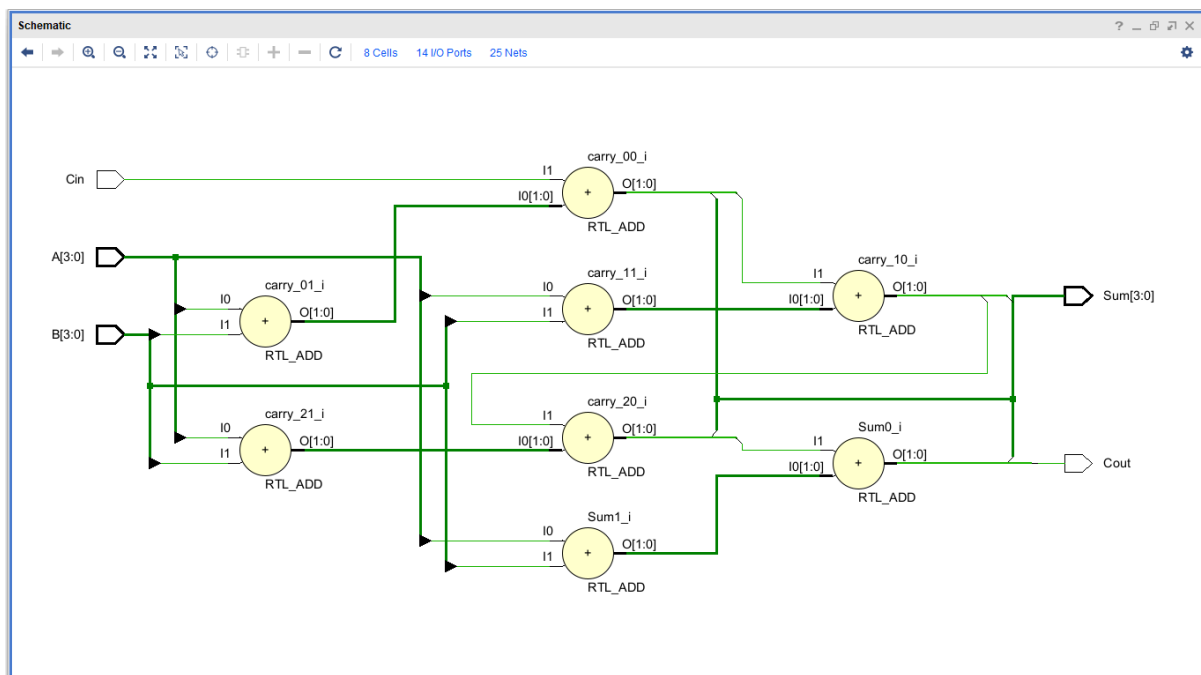 Schematic
8 Cells 14 I/O Ports 25 Nets
carry_00_i
Cin
I1
I0[1:0]
+
O[1:0]
RTL_ADD
A[3:0]
carry_01_i
I0
I1
+
O[1:0]
RTL_ADD
B[3:0]
carry_11_i
I0
I1
+
O[1:0]
RTL_ADD
carry_10_i
I1
I0[1:0]
+
O[1:0]
RTL_ADD
Sum[3:0]
carry_21_i
I0
I1
+
O[1:0]
RTL_ADD
carry_20_i
I1
I0[1:0]
+
O[1:0]
RTL_ADD
Sum0_i
I1
I0[1:0]
+
O[1:0]
RTL_ADD
Cout
Sum1_i
I0
I1
+
O[1:0]
RTL_ADD